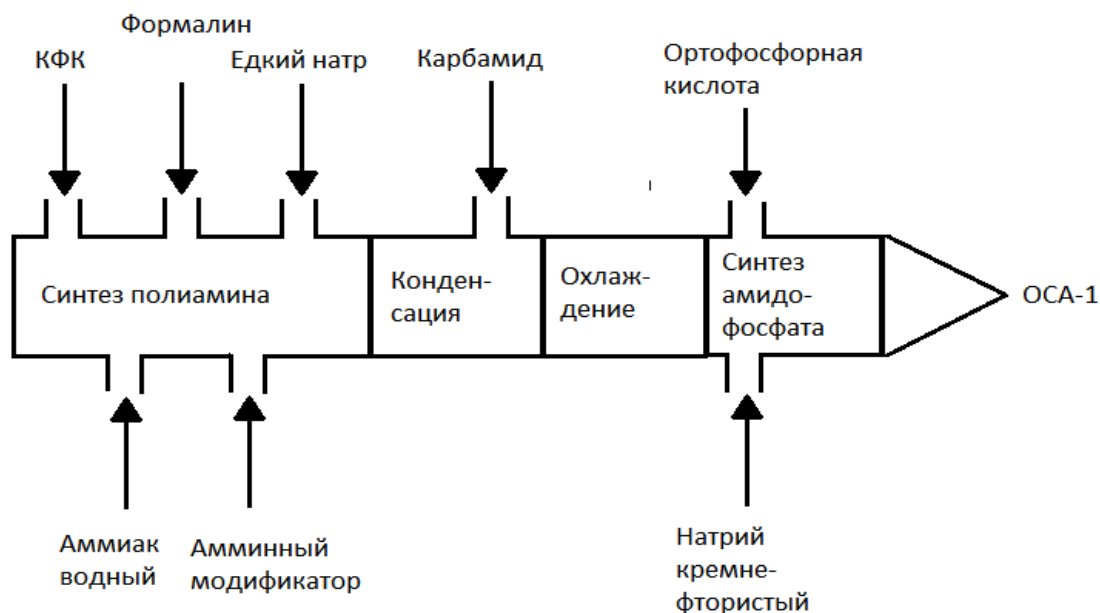 Формалин
КФК
Едкий натр
Карбамид
Ортофосфорная
кислота
Синтез полиамина
Конден-
сация
Охлаж-
дение
Синтез
амидо-
фосфата
ОСА-1
Аммиак
водный
Амминный
модификатор
Натрий
кремне-
фтористый